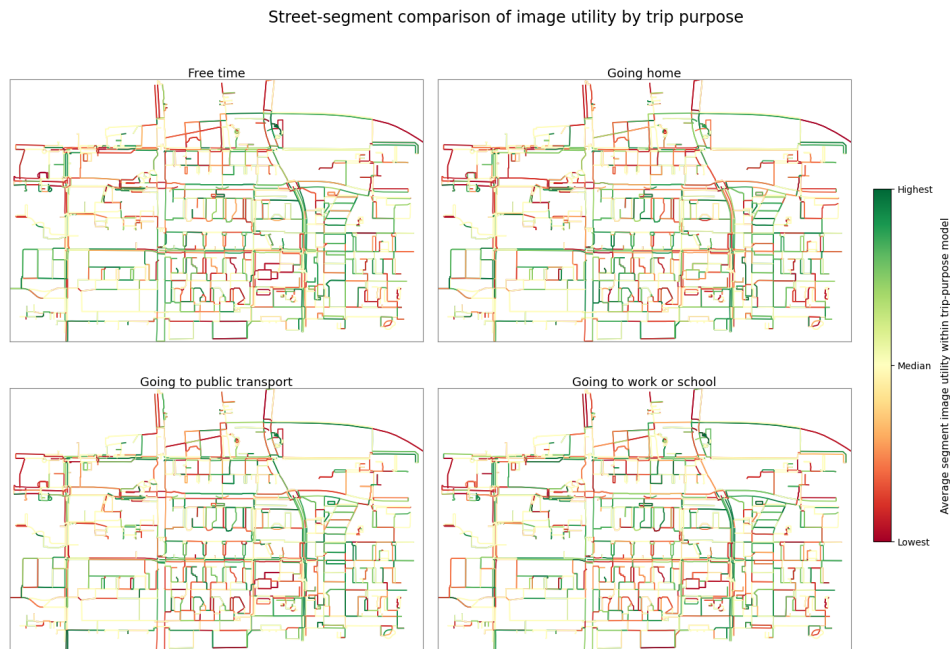 Street-segment comparison of image utility by trip purpose
Free time
Going home
Going to public transport
Going to work or school
Highest
Median
Lowest
Average segment image utility within trip-purpose model